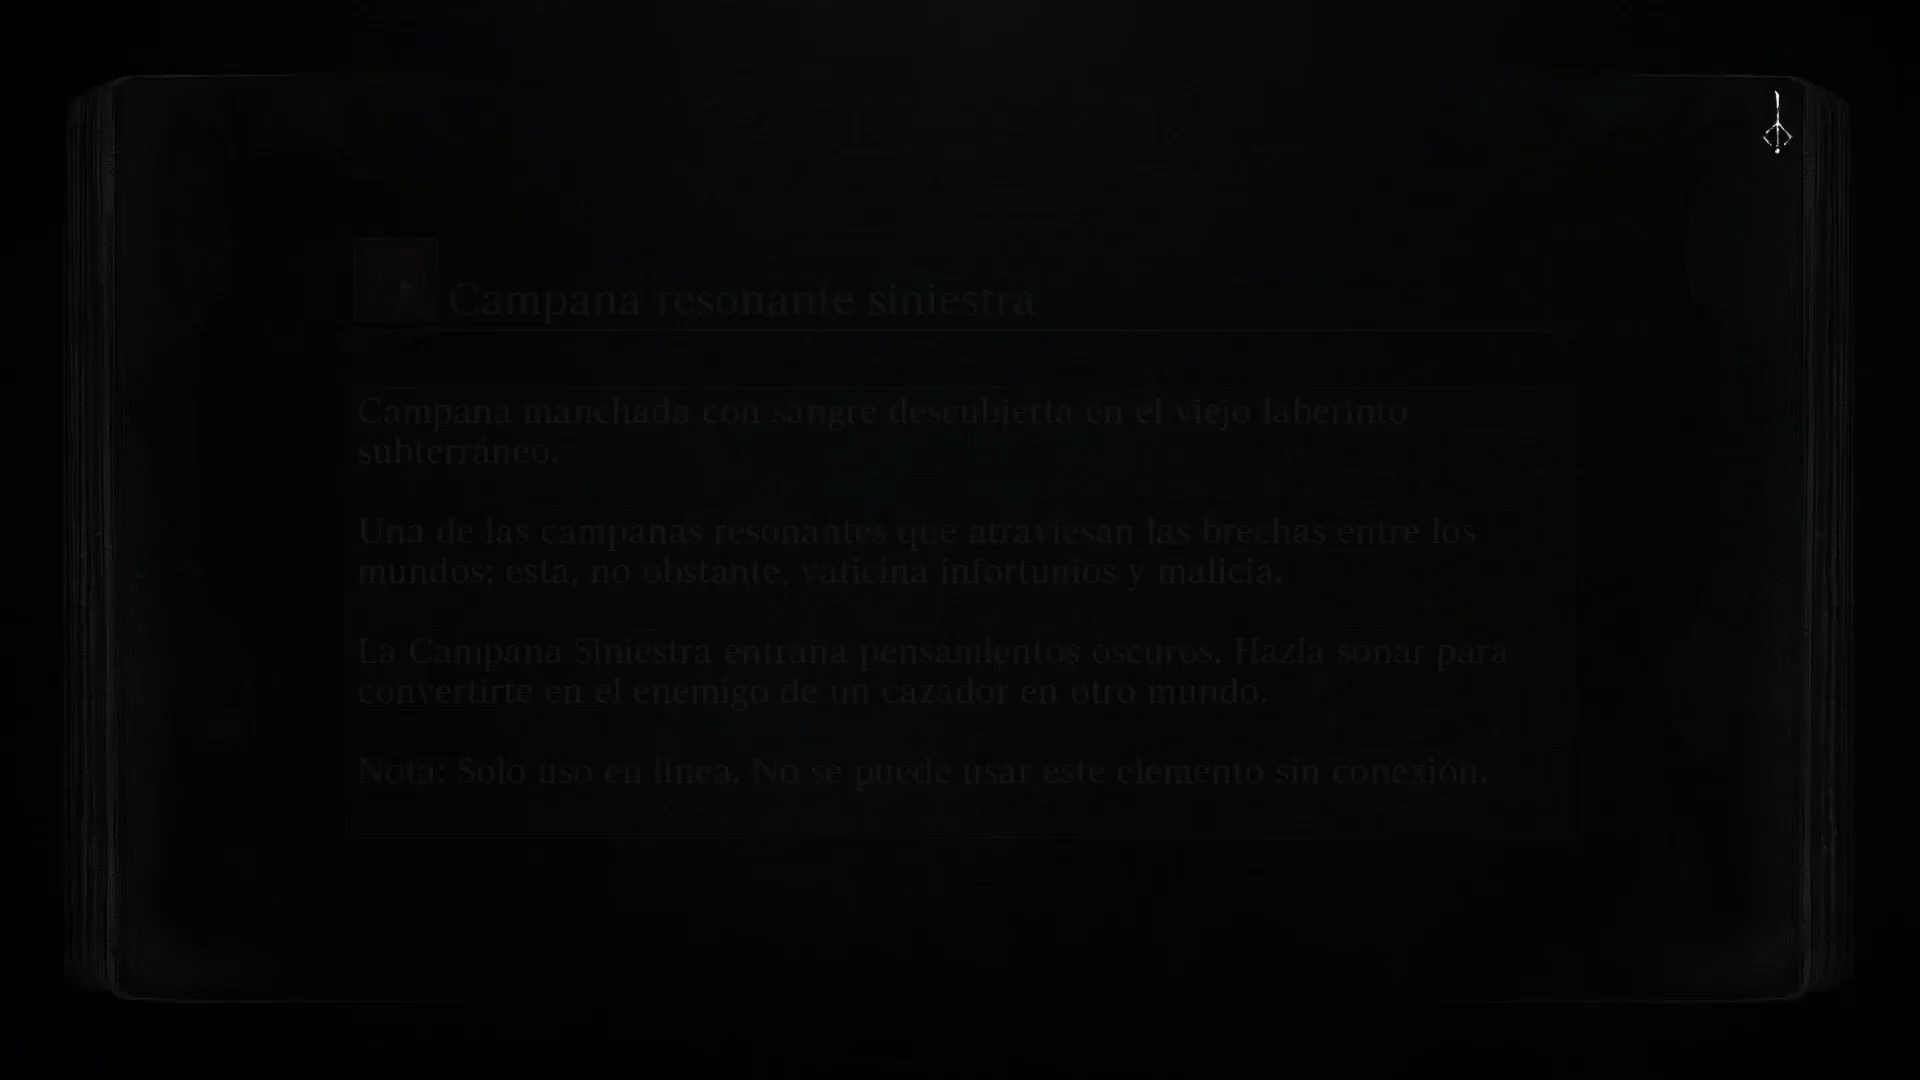 Campana resonante siniestra
Campana manchada con sangre descubierta en el viejo laberinto
subterráneo.
Una de las campanas resonantes que atraviesan las brechas entre los
mundos; esta, no obstante, vaticina infortunios y malicia.
La Campana Siniestra entraña pensamientos oscuros. Hazla sonar para
convertirte en el enemigo de un cazador en otro mundo.
Nota: Solo uso en línea. No se puede usar este elemento sin conexión.